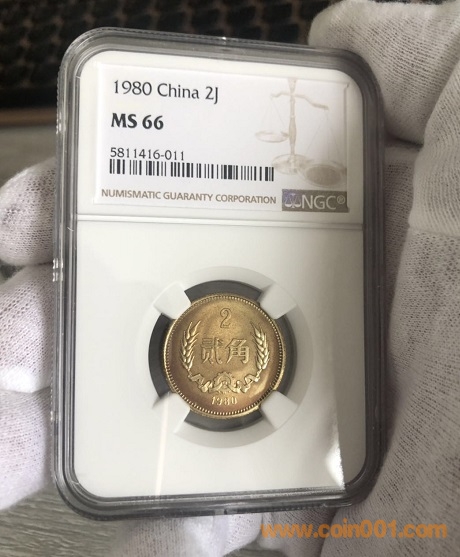 1980 China 2J
MS 66
5811416-011
NUMISMATIC GUARANTY CORPORATION
NGC®
2
贰角
1980
www.coin001.com